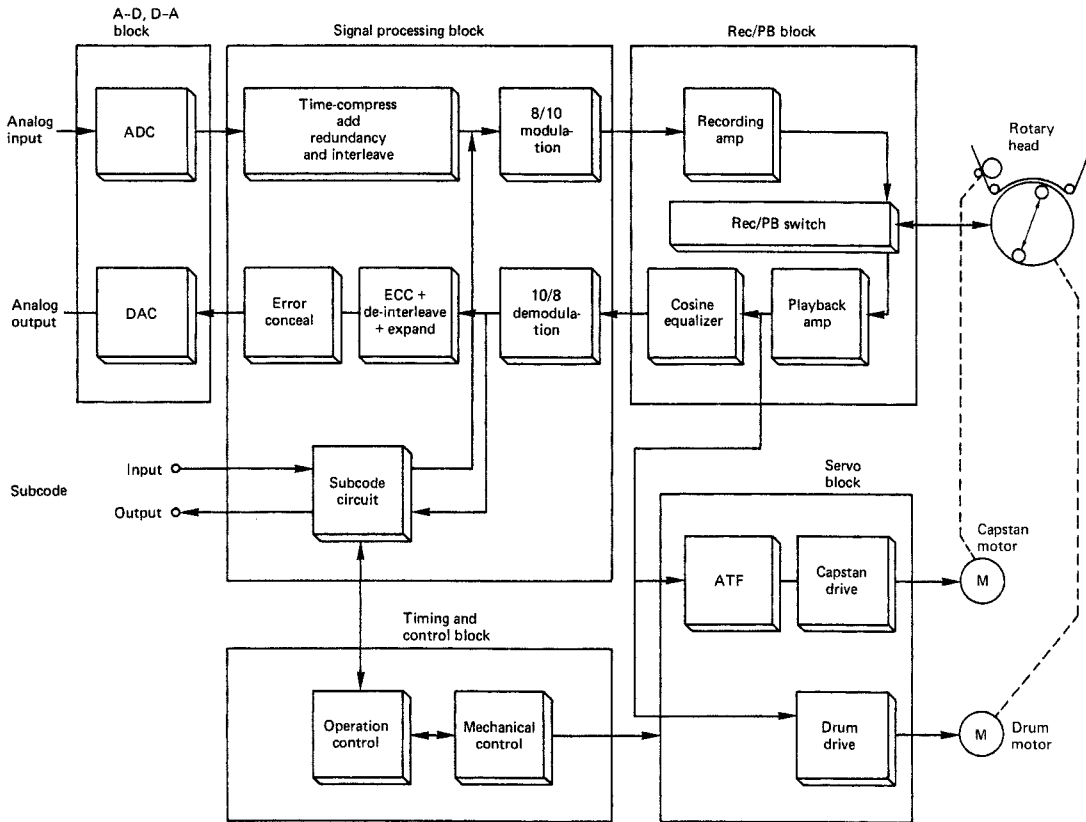 A–D, D–A
block
Signal processing block
Rec/PB block
Analog
input
ADC
Time-compress
add
redundancy
and interleave
8/10
modula-
tion
Recording
amp
Rotary
head
Rec/PB switch
Analog
output
DAC
Error
conceal
ECC +
de-interleave
+ expand
10/8
demodulation
Cosine
equalizer
Playback
amp
Subcode
Input
Output
Subcode
circuit
Servo
block
ATF
Capstan
drive
Capstan
motor
M
Timing and
control block
Operation
control
Mechanical
control
Drum
drive
M
Drum
motor